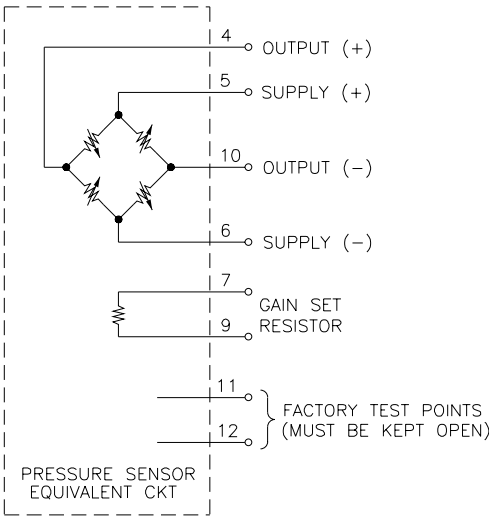 4 OUTPUT (+)
5 SUPPLY (+)
10 OUTPUT (-)
6 SUPPLY (-)
7
GAIN SET
RESISTOR
9
11
FACTORY TEST POINTS
(MUST BE KEPT OPEN)
12
PRESSURE SENSOR
EQUIVALENT CKT